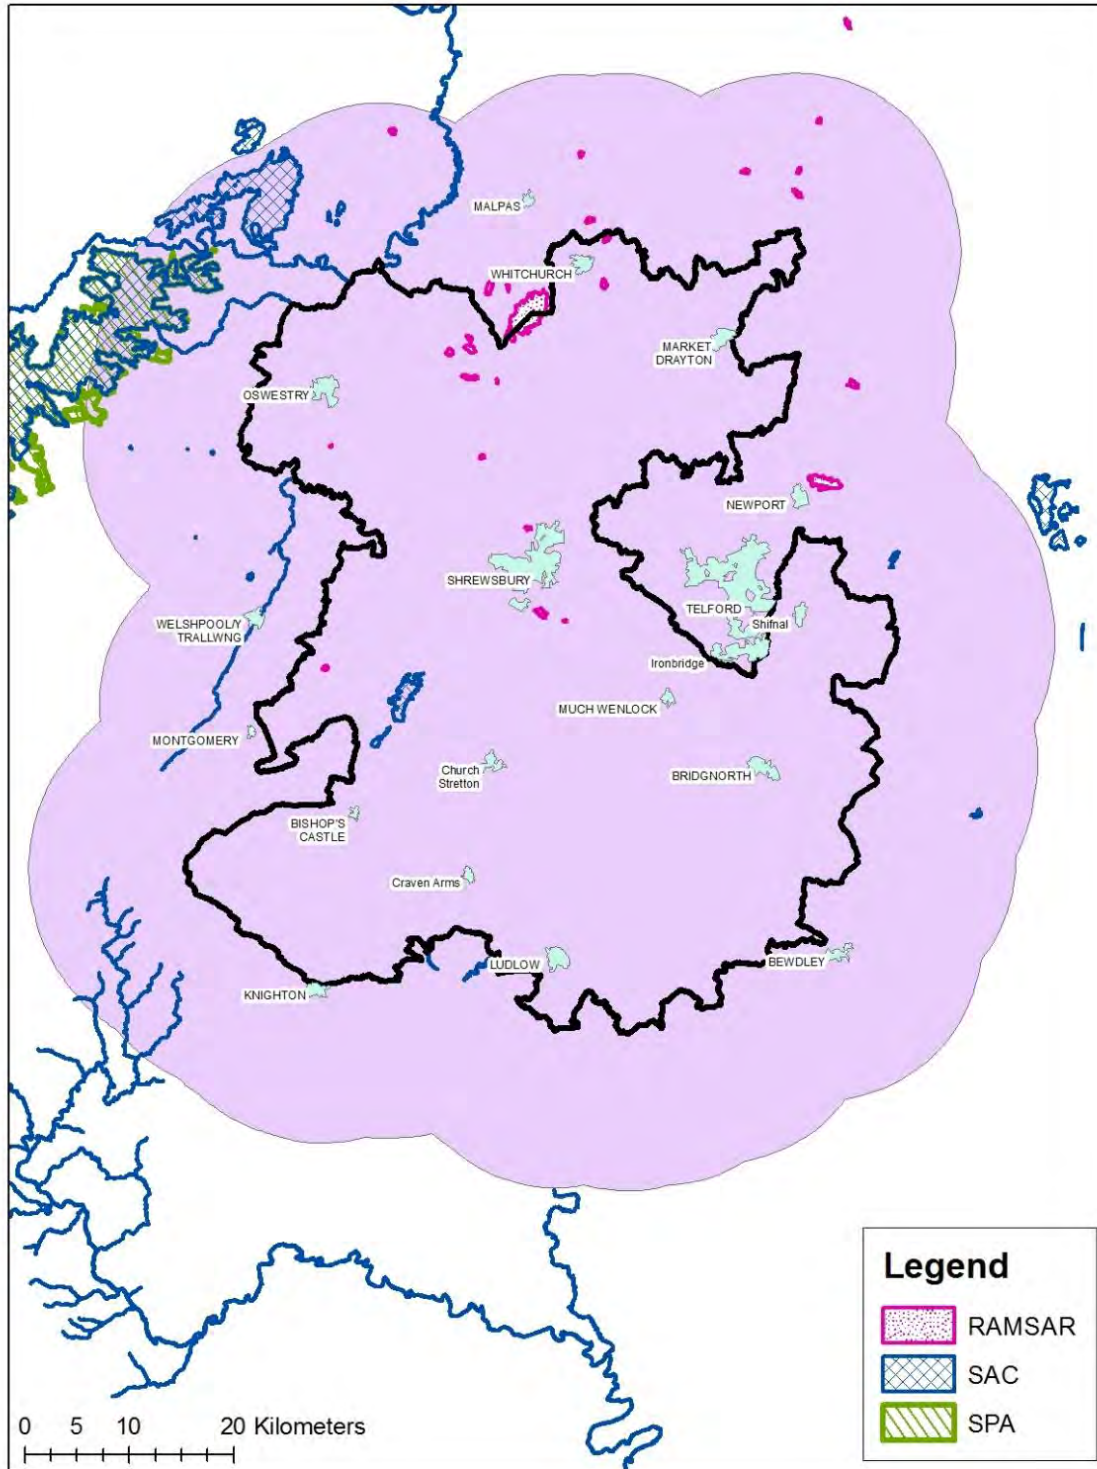 MALPAS
WHITCHURCH
MARKET
DRAYTON
OSWESTRY
NEWPORT
SHREWSBURY
TELFORD
WELSHPOOL/Y
TRALLWNG
Shifnal
Ironbridge
MUCH WENLOCK
MONTGOMERY
Church
Stretton
BRIDGNORTH
BISHOP'S
CASTLE
Craven Arms
LUDLOW
BEWDLEY
KNIGHTON
Legend
RAMSAR
SAC
SPA
0 5 10 20 Kilometers